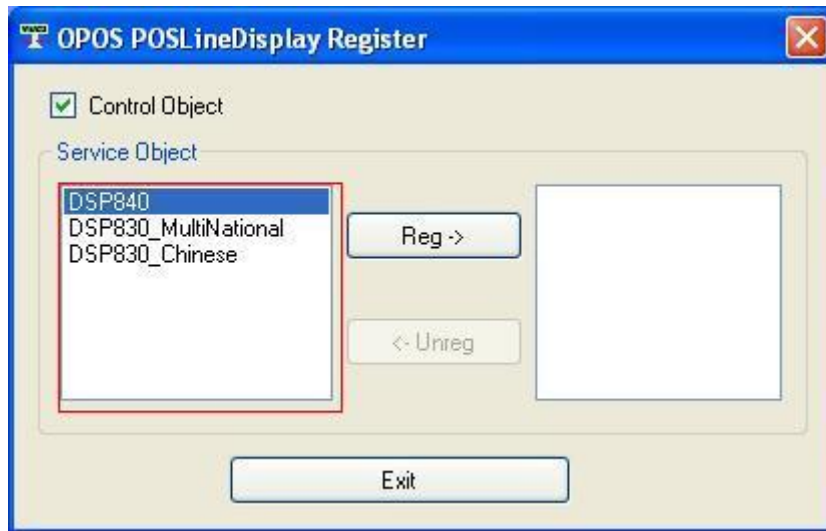 OPOS POSLineDisplay Register
Control Object
Service Object
DSP840
DSP830_MultiNational
DSP830_Chinese
Reg ->
<- Unreg
Exit